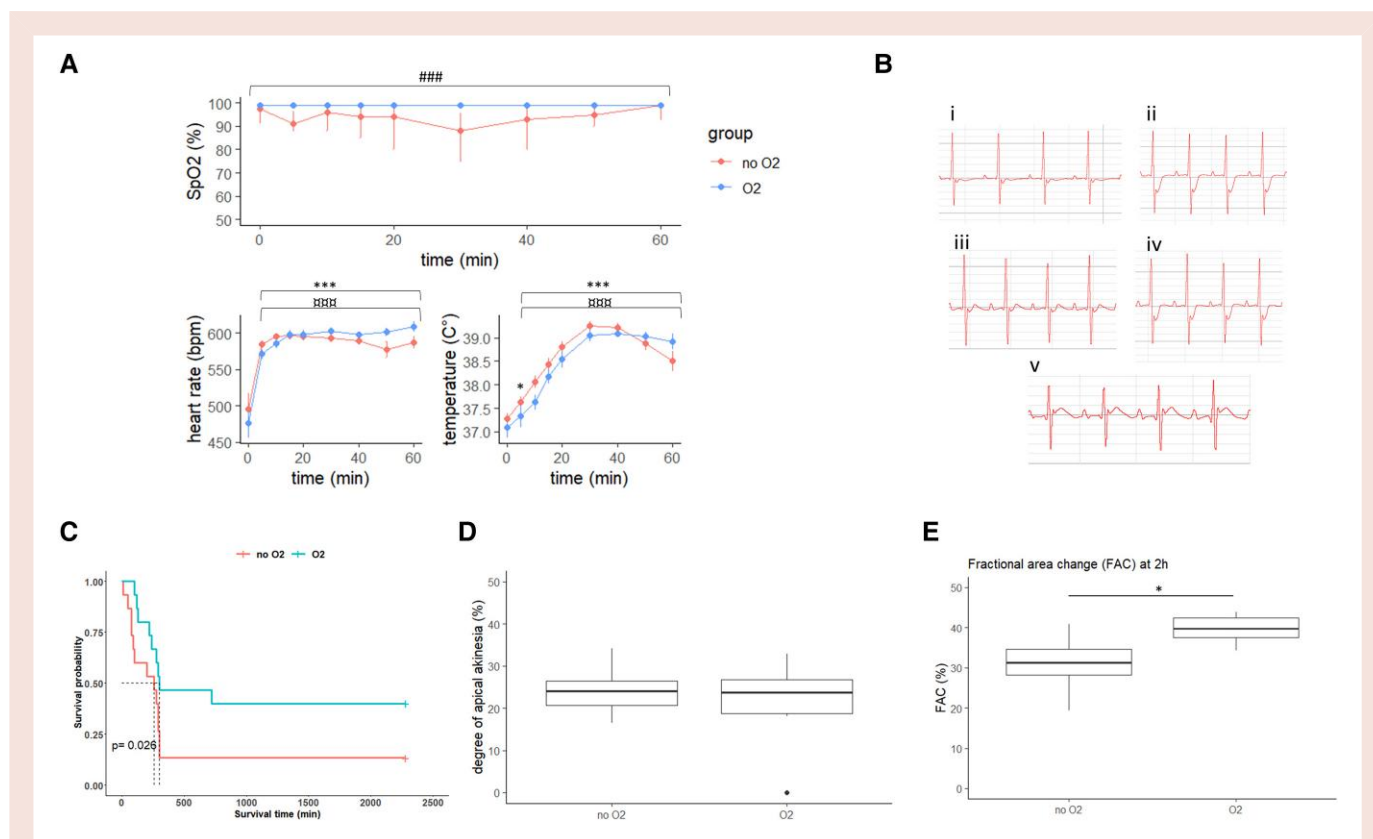 A
###
100
90
80
70
60
50
SpO2 (%)
0
20
40
60
time (min)
group
no O2
O2
***
¤¤¤
600
550
500
450
heart rate (bpm)
0
20
40
60
time (min)
***
¤¤¤
*
39.0
38.5
38.0
37.5
37.0
temperature (C°)
0
20
40
60
time (min)
B
i
ii
iii
iv
v
C
no O2
O2
1.00
0.75
0.50
0.25
0.00
Survival probability
p= 0.026
0
500
1000
1500
2000
2500
Survival time (min)
D
50
40
30
20
10
0
degree of apical akinesia (%)
no O2
O2
E
Fractional area change (FAC) at 2h
*
50
40
30
20
10
0
FAC (%)
no O2
O2